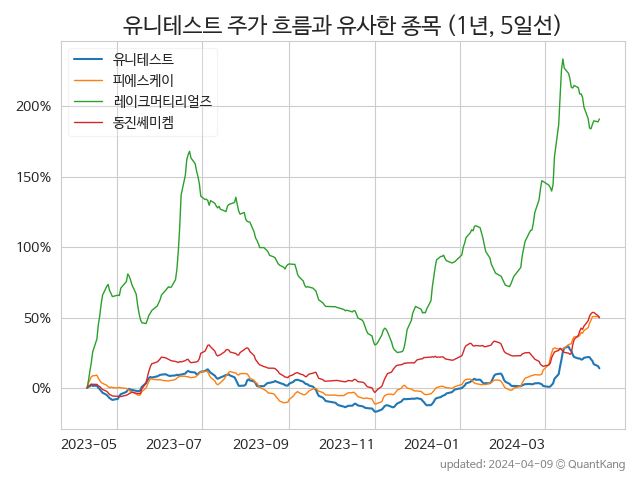 유니테스트 주가 흐름과 유사한 종목 (1년, 5일선)
유니테스트
피에스케이
레이크머티리얼즈
동진쎄미켐
200%
150%
100%
50%
0%
2023-05 2023-07 2023-09 2023-11 2024-01 2024-03
updated: 2024-04-09 © QuantKang